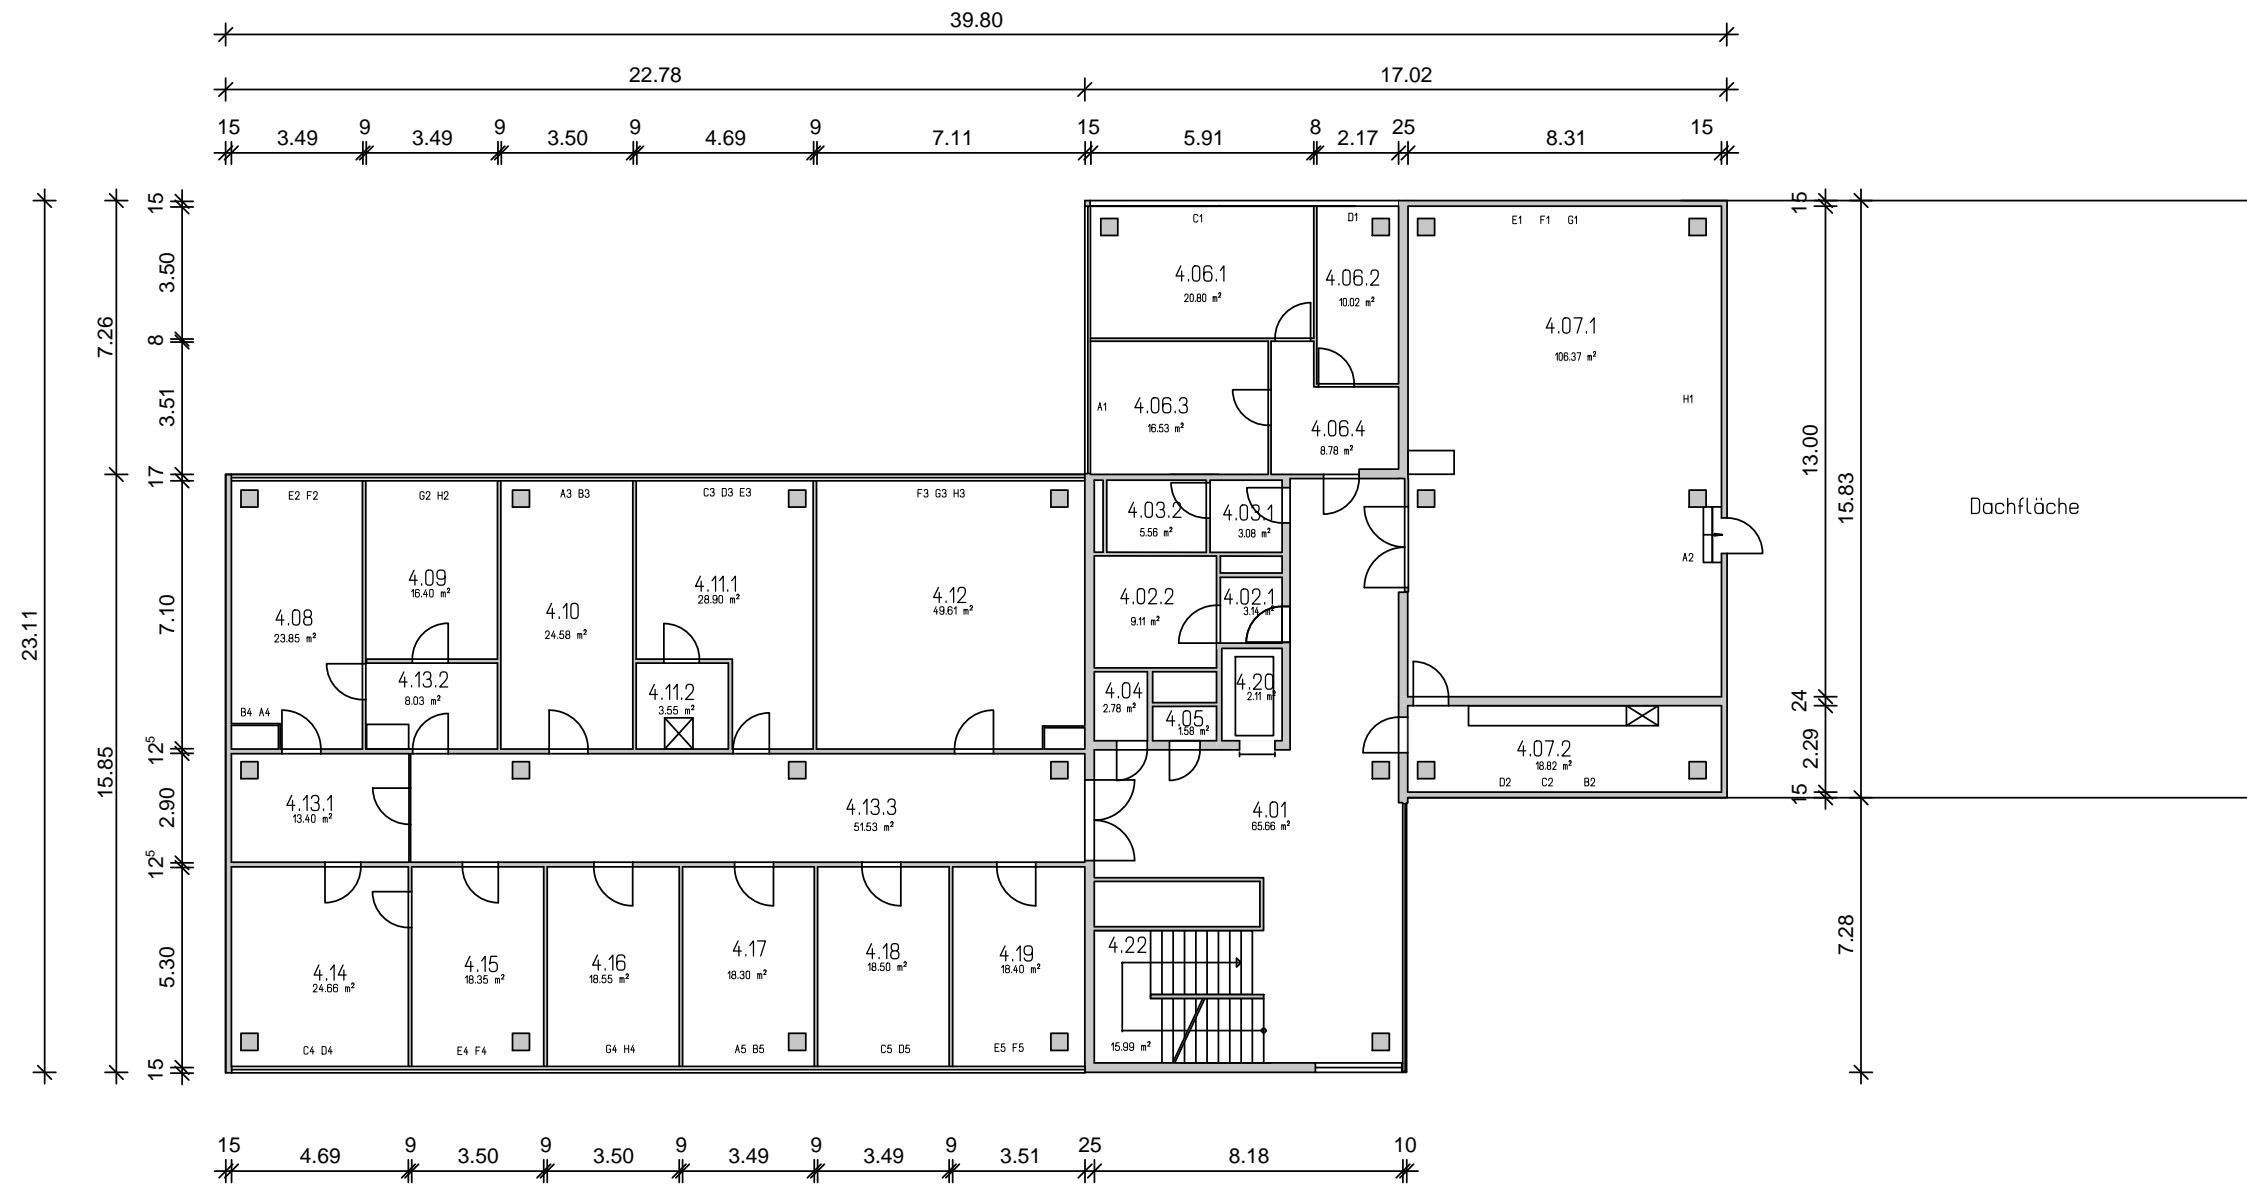 39.80
22.78 17.02
15 3.49 9 3.49 9 3.50 9 4.69 9 7.11 15 5.91 8 2.17 25 8.31 15
23.11
7.26
15.85
15
3.50
8
3.51
17
7.10
12⁵
2.90
12⁵
5.30
15
C1
4.06.1
20.80 m²
D1
4.06.2
10.02 m²
E1 F1 G1
4.07.1
106.37 m²
H1
A2
A1
4.06.3
16.53 m²
4.06.4
8.78 m²
E2 F2
4.08
23.85 m²
B4 A4
G2 H2
4.09
16.40 m²
4.13.2
8.03 m²
A3 B3
4.10
24.58 m²
C3 D3 E3
4.11.1
28.90 m²
4.11.2
3.55 m²
F3 G3 H3
4.12
49.61 m²
4.03.2
5.56 m²
4.03.1
3.08 m²
4.02.2
9.11 m²
4.02.1
3.14 m²
4.04
2.78 m²
4.05
1.58 m²
4.20
2.11 m²
4.07.2
18.82 m²
D2 C2 B2
4.13.1
13.40 m²
4.13.3
51.53 m²
4.01
65.66 m²
4.14
24.66 m²
C4 D4
4.15
18.35 m²
E4 F4
4.16
18.55 m²
G4 H4
4.17
18.30 m²
A5 B5
4.18
18.50 m²
C5 D5
4.19
18.40 m²
E5 F5
4.22
15.99 m²
15
13.00
24
2.29
15
15.83
7.28
Dachfläche
15 4.69 9 3.50 9 3.50 9 3.49 9 3.49 9 3.51 25 8.18 10